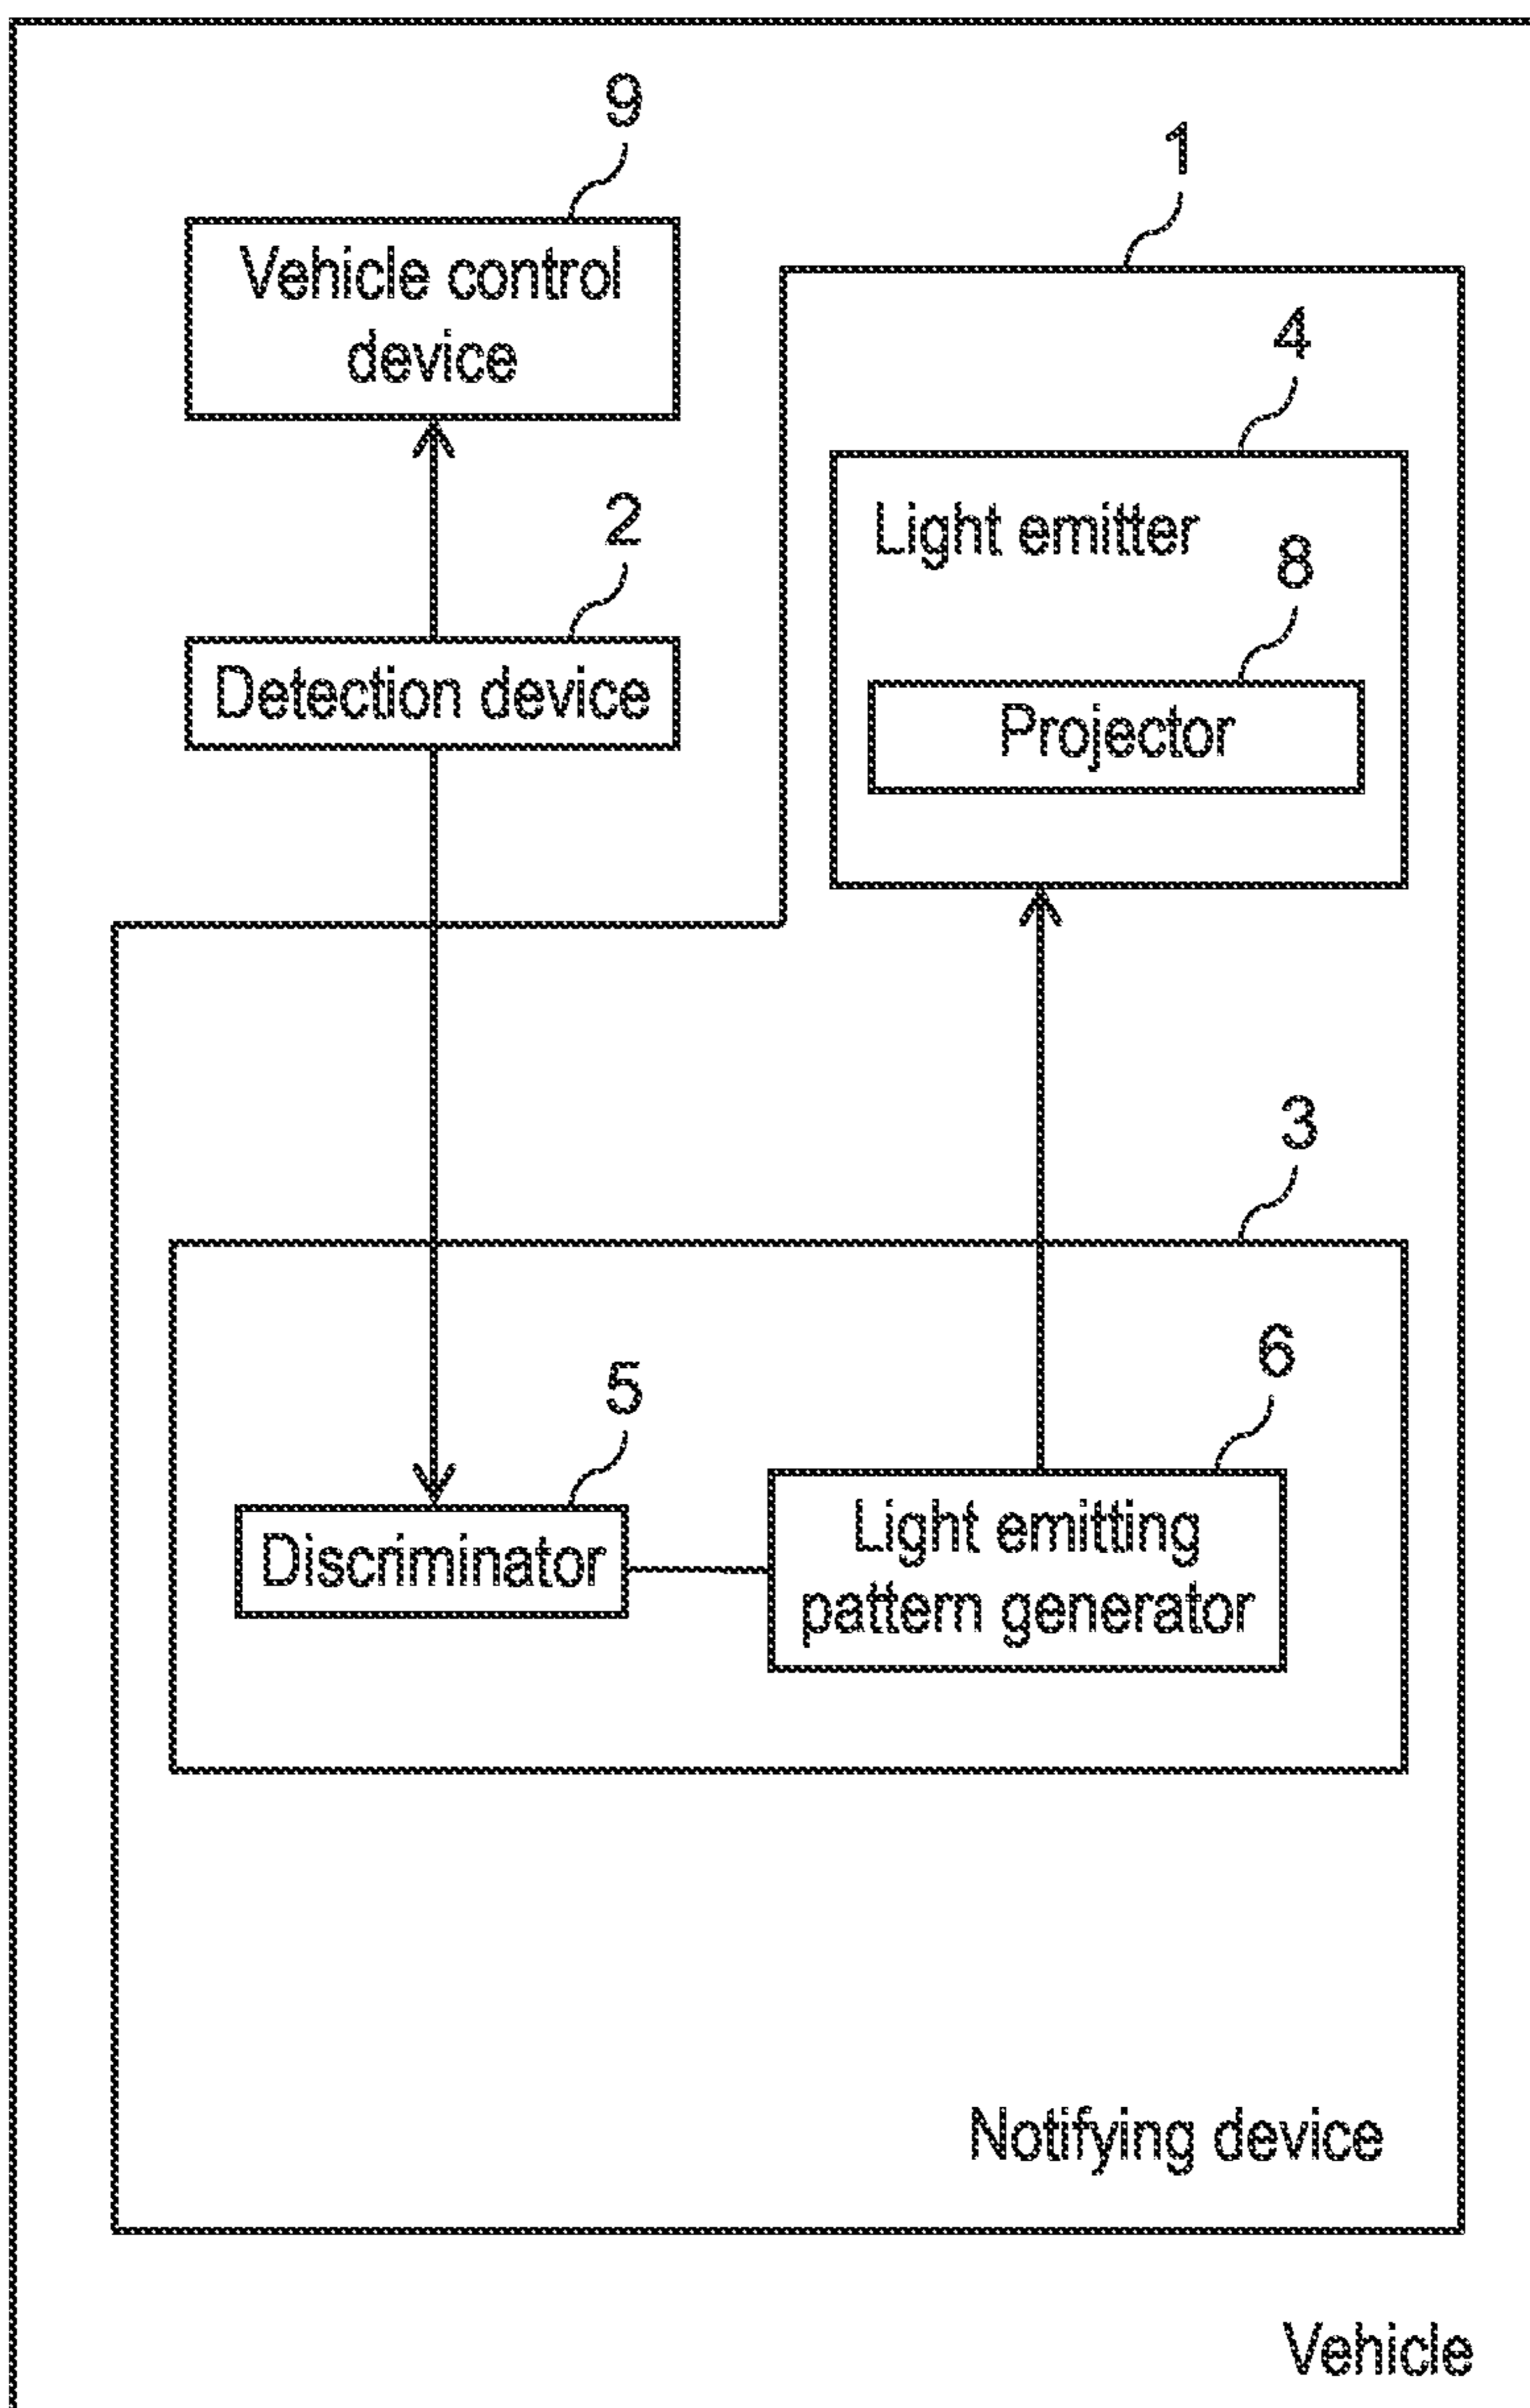 9
1
Vehicle control
device
4
Light emitter
2
8
Detection device
Projector
3
5
6
Light emitting
pattern generator
Discriminator
Notifying device
Vehicle